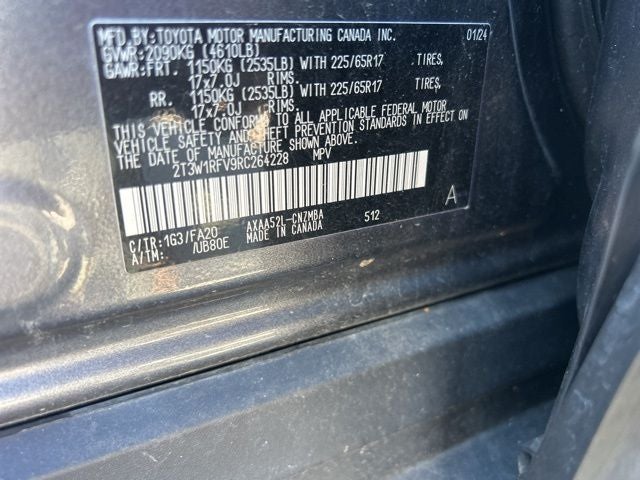 MFD.BY:TOYOTA MOTOR MANUFACTURING CANADA INC. 01/24
GVWR:2090KG (4610LB)
GAWR:FRT. 1150KG (2535LB) WITH 225/65R17 TIRES,
17x7.0J RIMS.
RR. 1150KG (2535LB) WITH 225/65R17 TIRES,
17x7.0J RIMS.
THIS VEHICLE CONFORMS TO ALL APPLICABLE FEDERAL MOTOR
VEHICLE SAFETY AND THEFT PREVENTION STANDARDS IN EFFECT ON
THE DATE OF MANUFACTURE SHOWN ABOVE.
2T3W1RFV9RC264228 MPV
A
C/TR:1G3/FA20 AXAA52L-CNZMBA 512
A/TM: /UB80E MADE IN CANADA